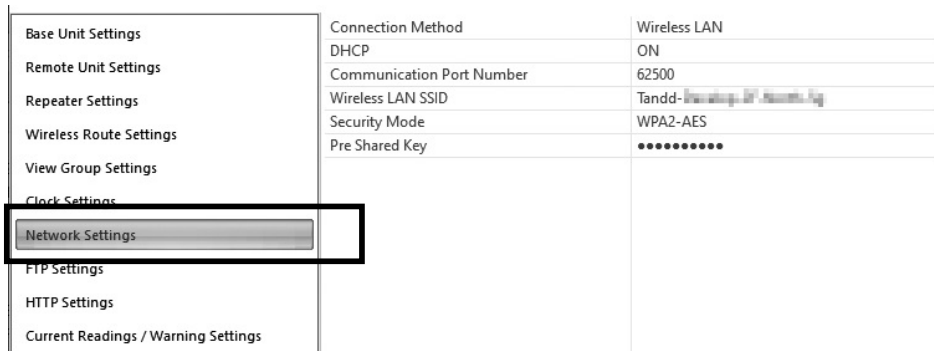 Base Unit Settings
Remote Unit Settings
Repeater Settings
Wireless Route Settings
View Group Settings
Clock Settings
Network Settings
FTP Settings
HTTP Settings
Current Readings / Warning Settings
Connection Method Wireless LAN
DHCP ON
Communication Port Number 62500
Wireless LAN SSID Tandd-
Security Mode WPA2-AES
Pre Shared Key ●●●●●●●●●●